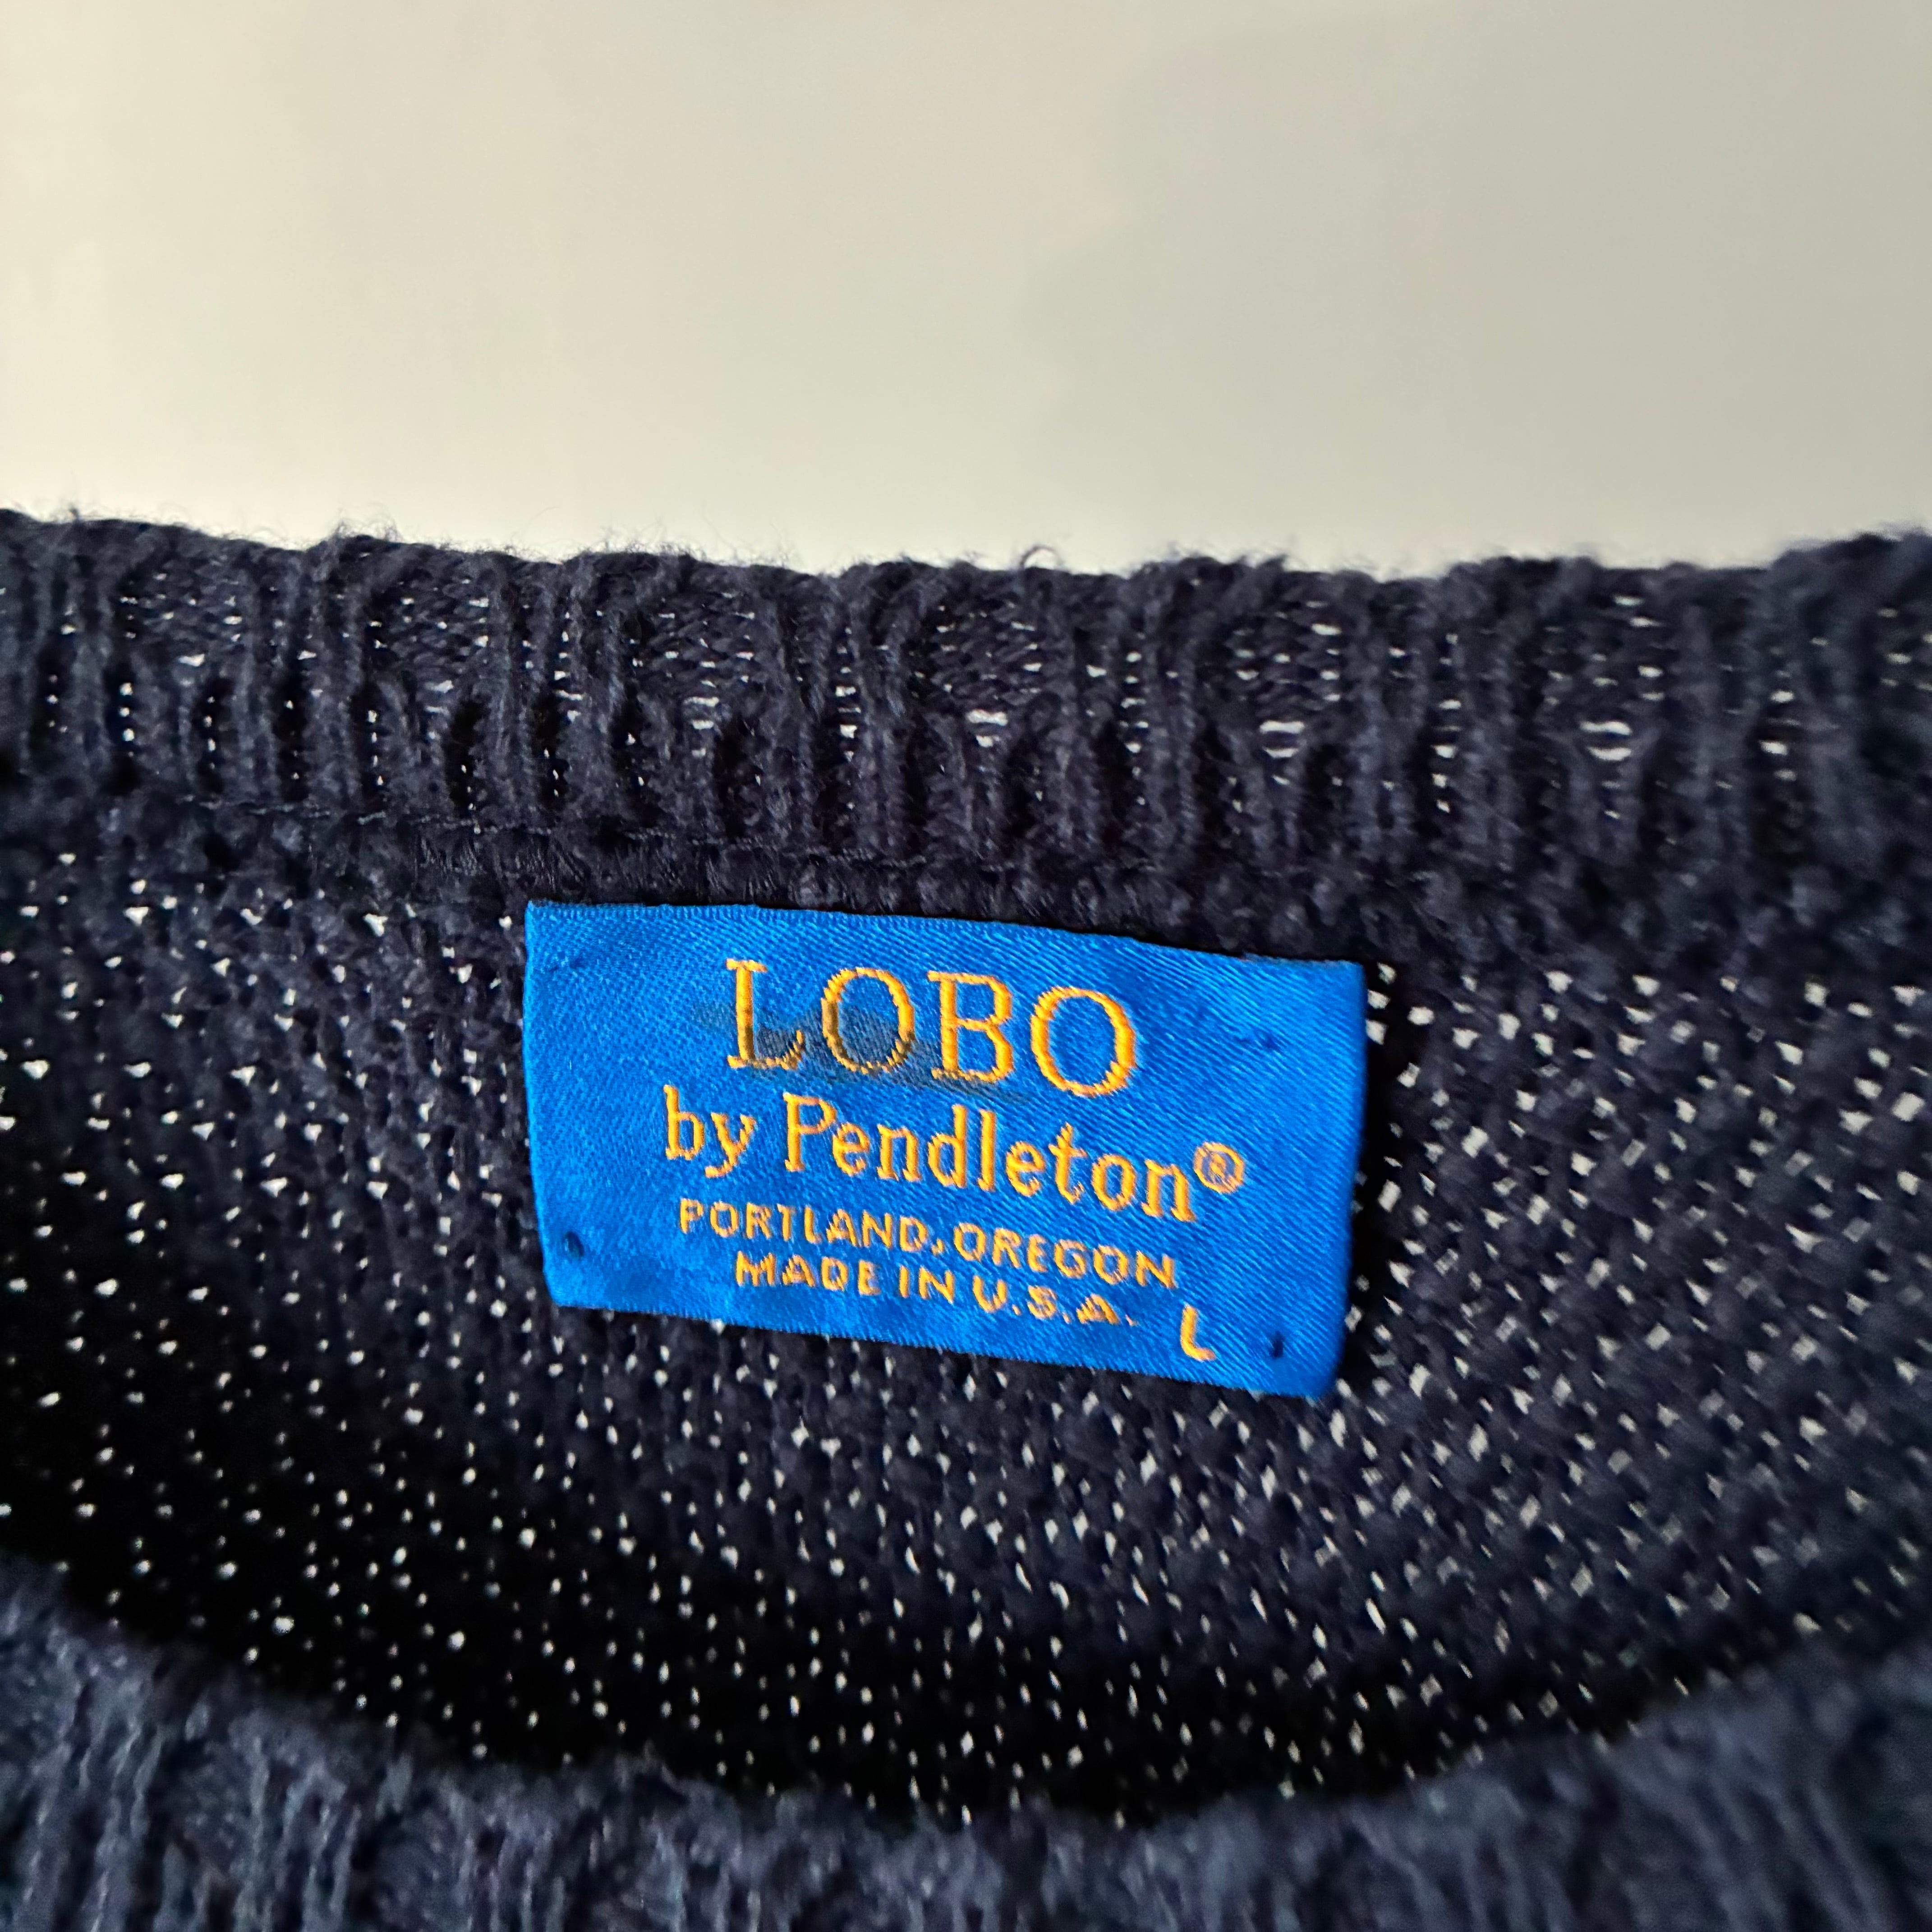 LOBO
by Pendleton®
PORTLAND, OREGON
MADE IN U.S.A.
L